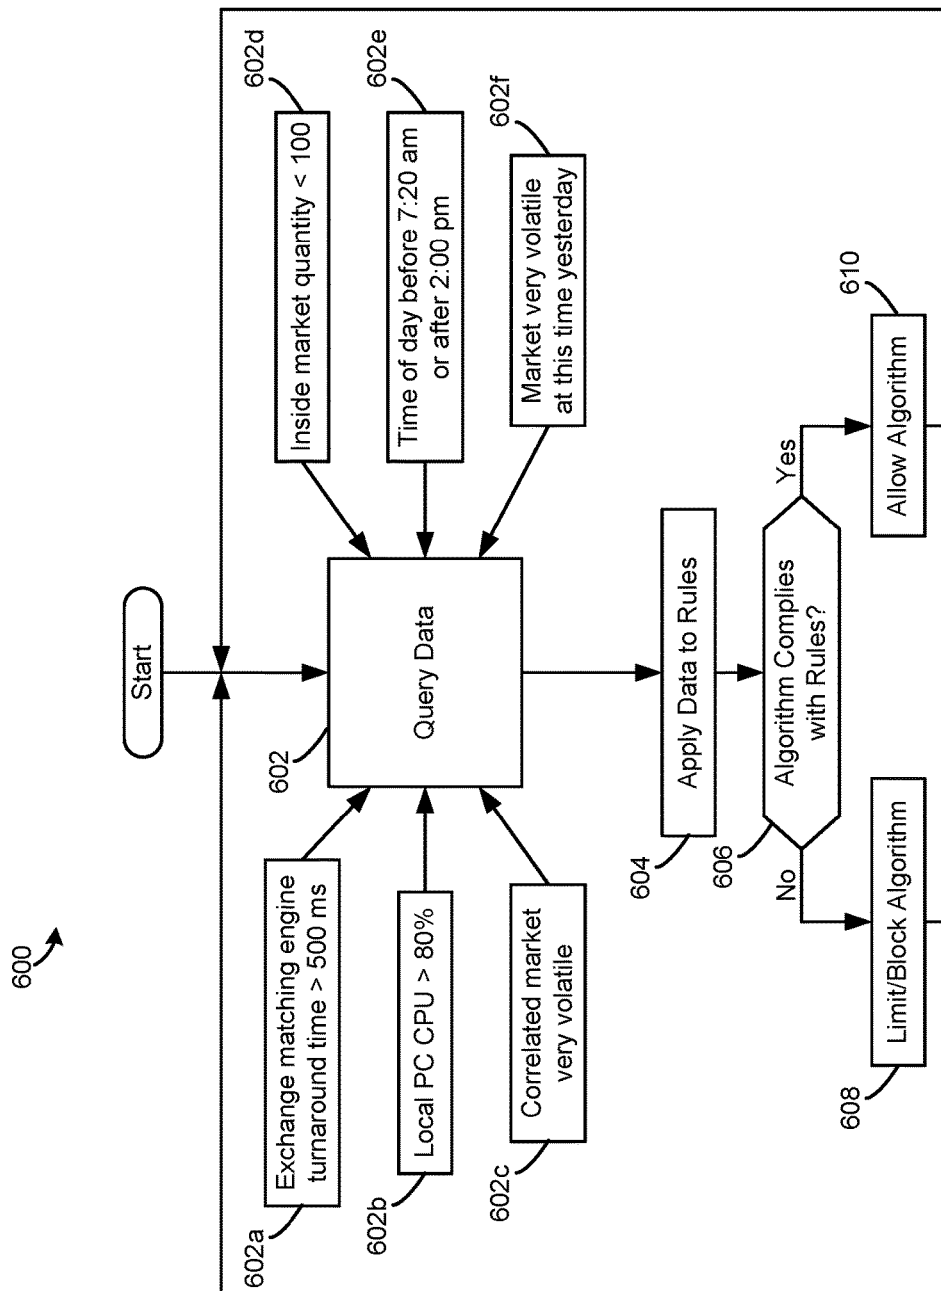 600
Start
602
Query Data
602a
Exchange matching engine
turnaround time > 500 ms
602b
Local PC CPU > 80%
602c
Correlated market
very volatile
602d
Inside market quantity < 100
602e
Time of day before 7:20 am
or after 2:00 pm
602f
Market very volatile
at this time yesterday
604
Apply Data to Rules
606
Algorithm Complies
with Rules?
No
Yes
608
Limit/Block Algorithm
610
Allow Algorithm